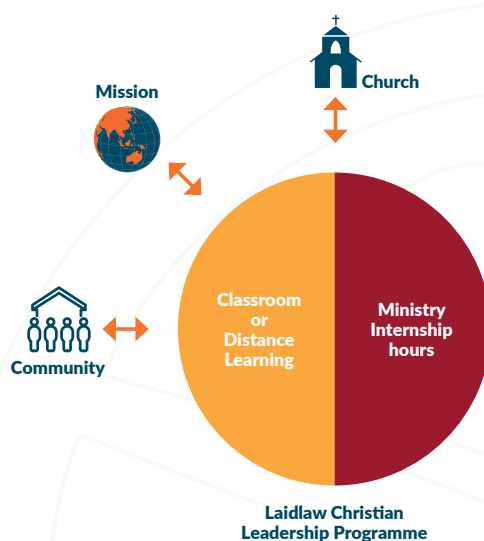 Church
Mission
Classroom
or
Distance
Learning
Ministry
Internship
hours
Community
Laidlaw Christian
Leadership Programme